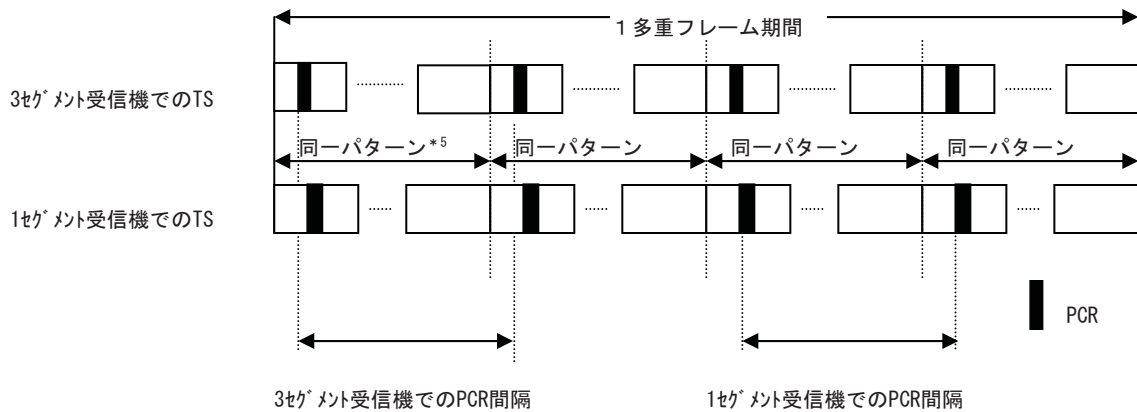 1多重フレーム期間
3ｾｸﾞﾒﾝﾄ受信機でのTS
同一パターン*5
同一パターン
同一パターン
同一パターン
1ｾｸﾞﾒﾝﾄ受信機でのTS
PCR
3ｾｸﾞﾒﾝﾄ受信機でのPCR間隔
1ｾｸﾞﾒﾝﾄ受信機でのPCR間隔